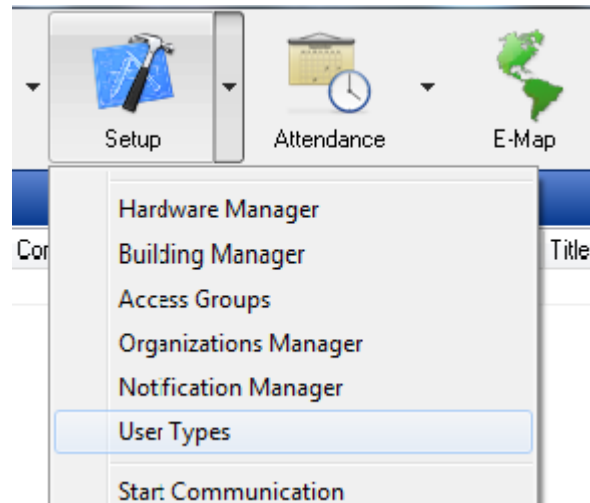 Setup
Attendance
E-Map
Hardware Manager
Building Manager
Access Groups
Organizations Manager
Notification Manager
User Types
Start Communication
Title